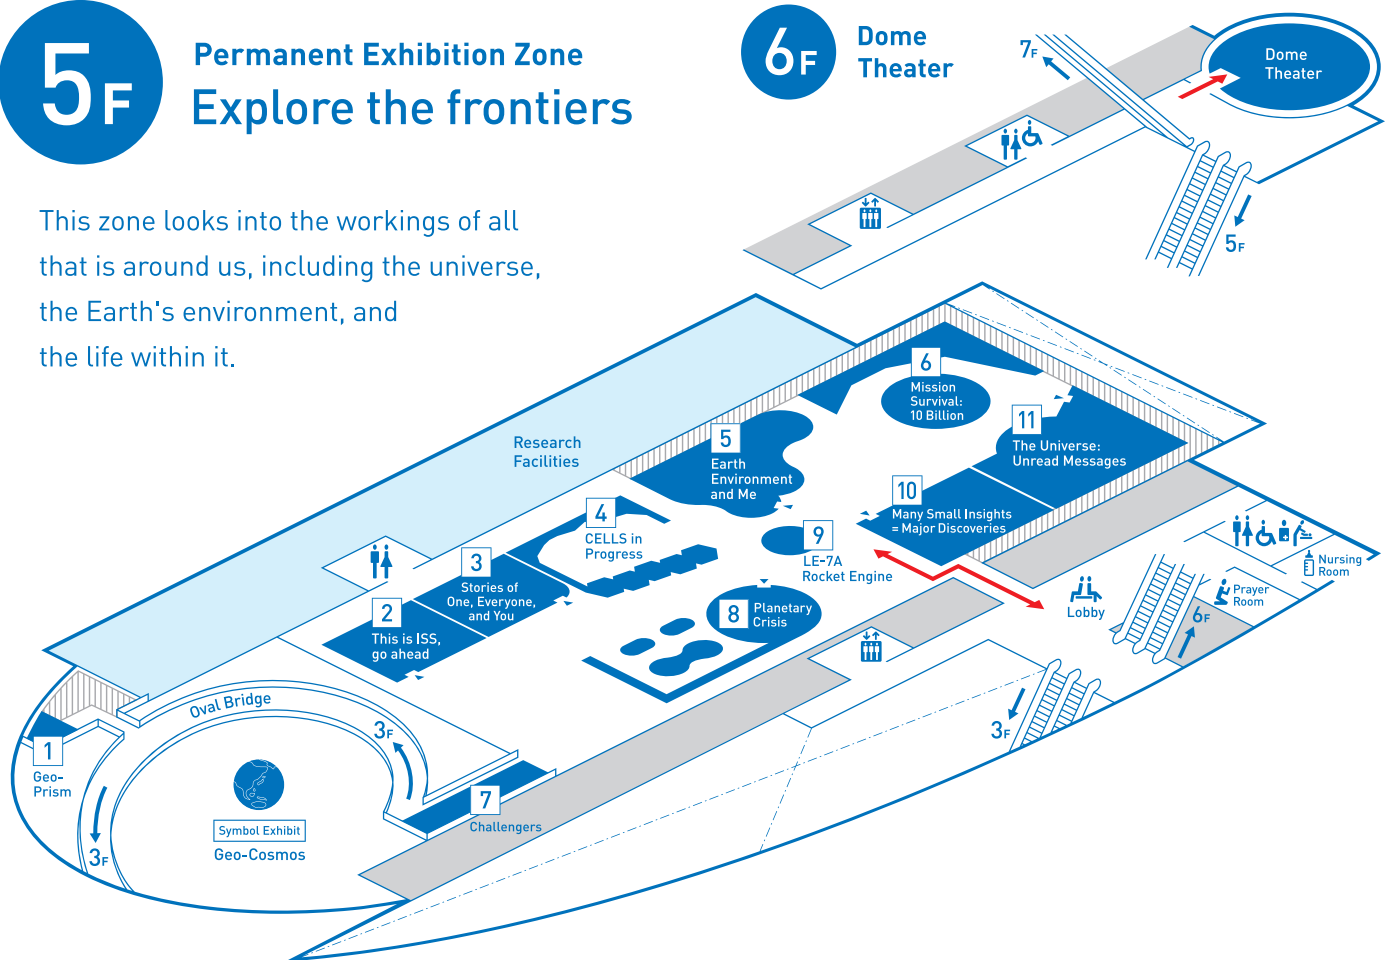 5F
Permanent Exhibition Zone
Explore the frontiers
This zone looks into the workings of all
that is around us, including the universe,
the Earth's environment, and
the life within it.
6F
Dome
Theater
7F
Dome
Theater
5F
Research
Facilities
6
Mission
Survival:
10 Billion
11
The Universe:
Unread Messages
5
Earth
Environment
and Me
10
Many Small Insights
= Major Discoveries
4
CELLS in
Progress
9
LE-7A
Rocket Engine
3
Stories of
One, Everyone,
and You
8
Planetary
Crisis
2
This is ISS,
go ahead
Nursing
Room
Prayer
Room
Lobby
6F
3F
Oval Bridge
3F
1
Geo-
Prism
7
Challengers
Symbol Exhibit
Geo-Cosmos
3F